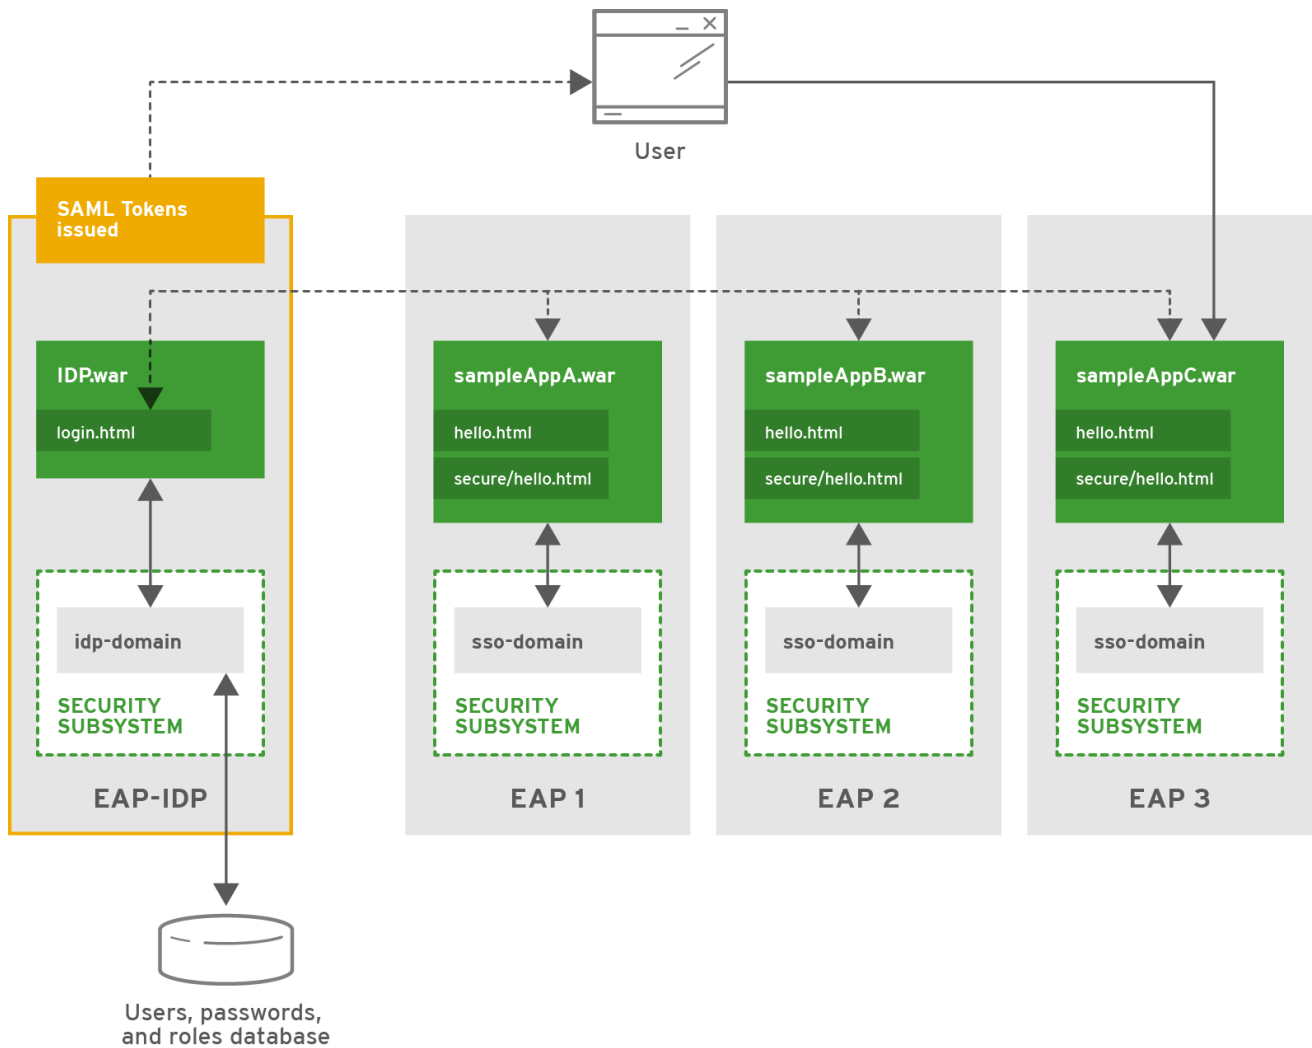 User
SAML Tokens
issued
IDP.war
login.html
idp-domain
SECURITY
SUBSYSTEM
EAP-IDP
sampleAppA.war
hello.html
secure/hello.html
sso-domain
SECURITY
SUBSYSTEM
EAP 1
sampleAppB.war
hello.html
secure/hello.html
sso-domain
SECURITY
SUBSYSTEM
EAP 2
sampleAppC.war
hello.html
secure/hello.html
sso-domain
SECURITY
SUBSYSTEM
EAP 3
Users, passwords,
and roles database